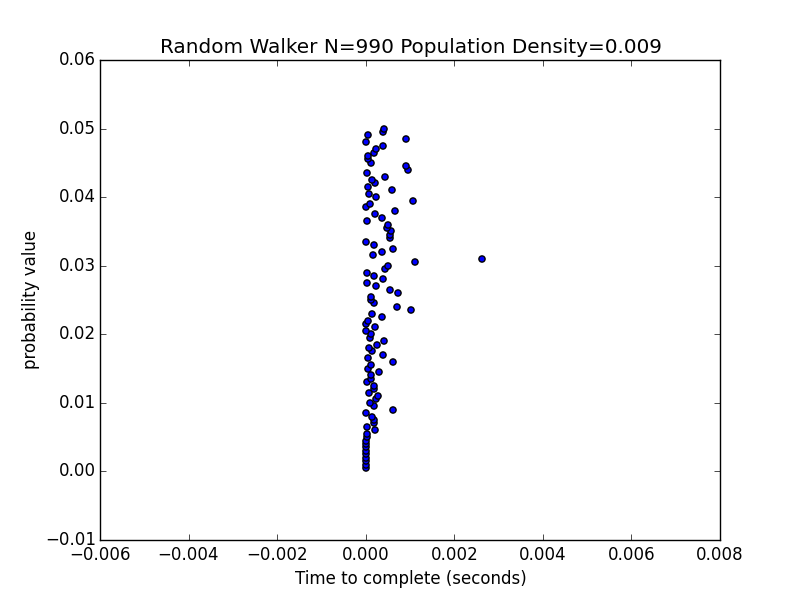 Random Walker N=990 Population Density=0.009
0.06
0.05
0.04
0.03
0.02
0.01
0.00
−0.01
probability value
−0.006 −0.004 −0.002 0.000 0.002 0.004 0.006 0.008
Time to complete (seconds)